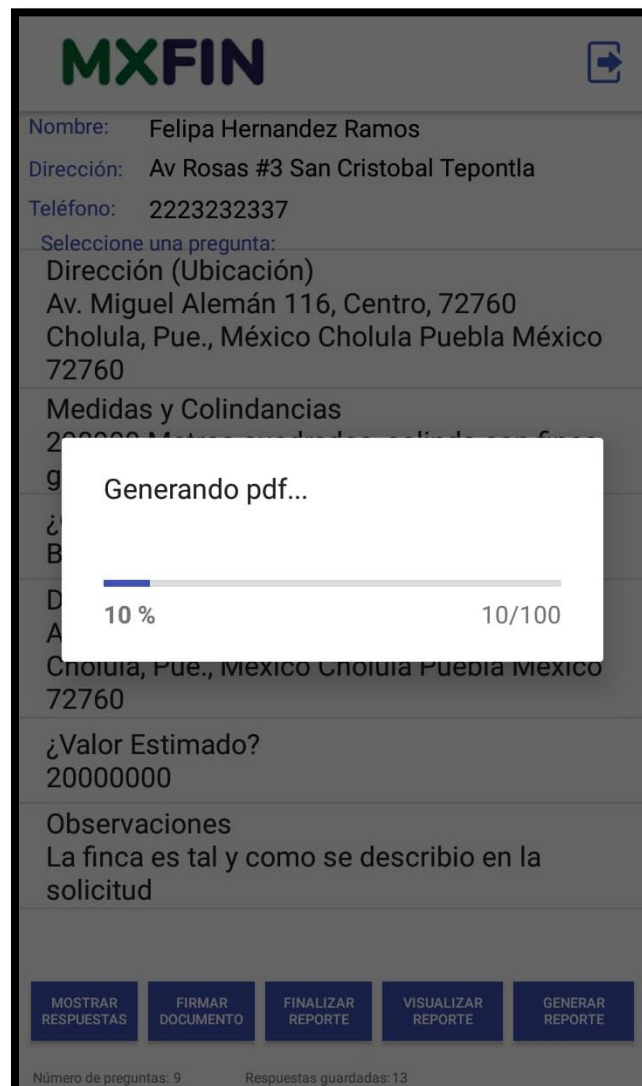 MXFIN
Nombre: Felipa Hernandez Ramos
Dirección: Av Rosas #3 San Cristobal Tepontla
Teléfono: 2223232337
Seleccione una pregunta:
Dirección (Ubicación)
Av. Miguel Alemán 116, Centro, 72760
Cholula, Pue., México Cholula Puebla México
72760
Medidas y Colindancias
Generando pdf...
10 % 10/100
Cholula, Pue., México Cholula Puebla México
72760
¿Valor Estimado?
20000000
Observaciones
La finca es tal y como se describio en la
solicitud
MOSTRAR RESPUESTAS
FIRMAR DOCUMENTO
FINALIZAR REPORTE
VISUALIZAR REPORTE
GENERAR REPORTE
Número de preguntas: 9 Respuestas guardadas: 13